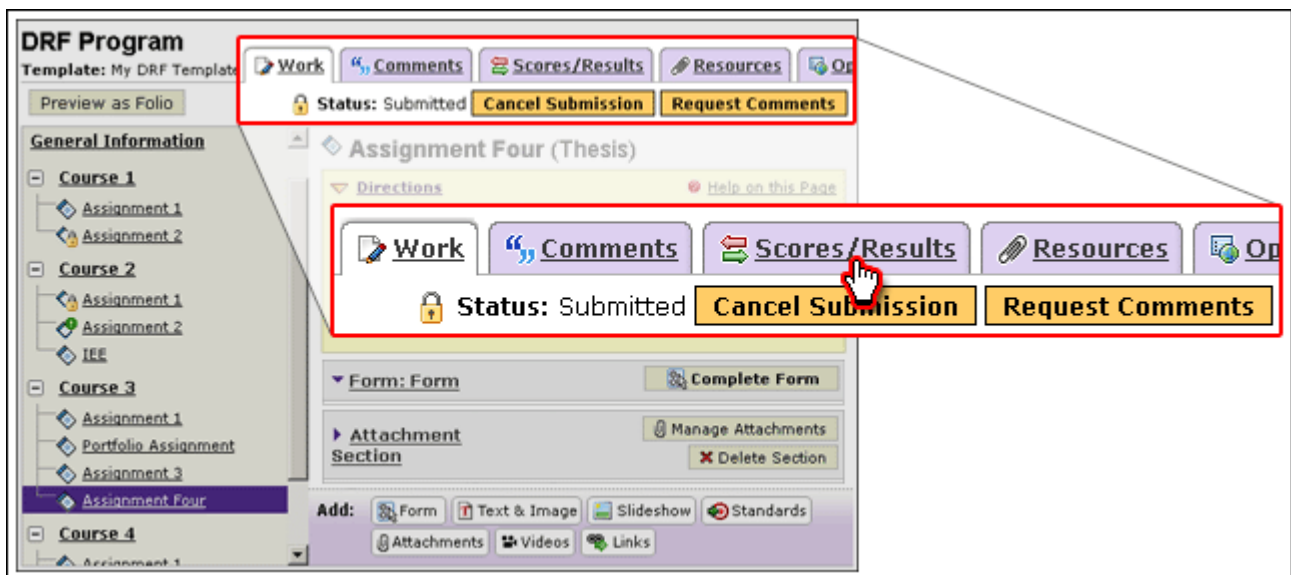 DRF Program
Template: My DRF Template
Preview as Folio
Work Comments Scores/Results Resources Op
Status: Submitted Cancel Submission Request Comments
General Information
Course 1
Assignment 1
Assignment 2
Course 2
Assignment 1
Assignment 2
IEE
Course 3
Assignment 1
Portfolio Assignment
Assignment 3
Assignment Four
Course 4
Assignment 1
Assignment Four (Thesis)
Directions Help on this Page
Work Comments Scores/Results Resources Op
Status: Submitted Cancel Submission Request Comments
Form: Form Complete Form
Attachment Section Manage Attachments
Delete Section
Add: Form Text & Image Slideshow Standards
Attachments Videos Links